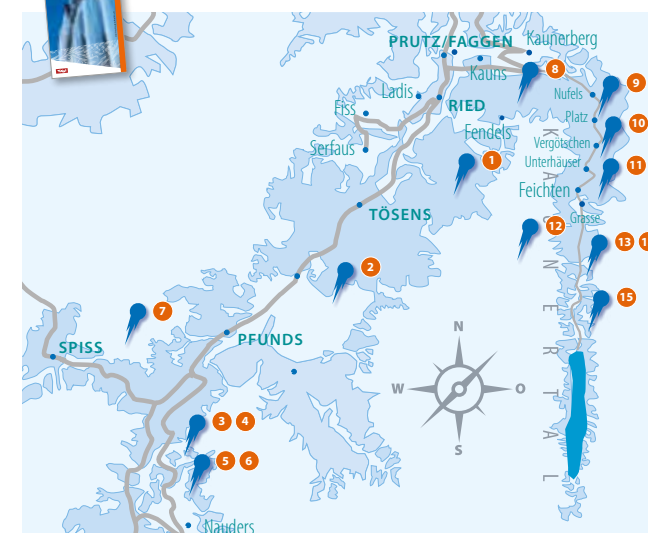 Kaunerberg
PRUTZ/FAGGEN
Kauns
8
9
Nufels
Ladis
RIED
Fiss
Platz
10
Fendels
Vergötschen
Serfaus
1
Unterhäuser
11
Feichten
TÖSENS
Grasse
12
13
2
15
7
PFUNDS
SPISS
N
W
O
S
3 4
5 6
Nauders
KAUNERTAL